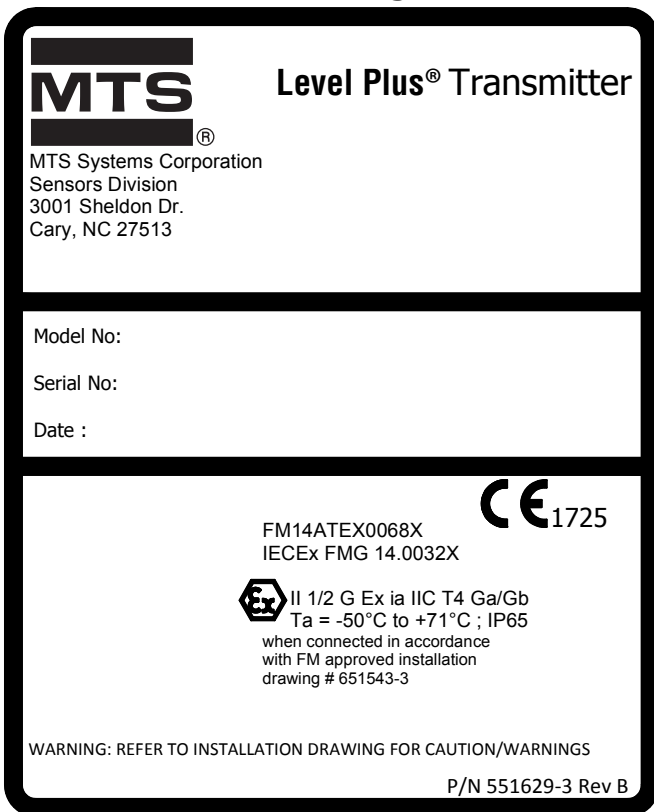 MTS
®
Level Plus® Transmitter
MTS Systems Corporation
Sensors Division
3001 Sheldon Dr.
Cary, NC 27513
Model No:
Serial No:
Date :
CE1725
FM14ATEX0068X
IECEx FMG 14.0032X
Ex II 1/2 G Ex ia IIC T4 Ga/Gb
Ta = -50°C to +71°C ; IP65
when connected in accordance
with FM approved installation
drawing # 651543-3
WARNING: REFER TO INSTALLATION DRAWING FOR CAUTION/WARNINGS
P/N 551629-3 Rev B